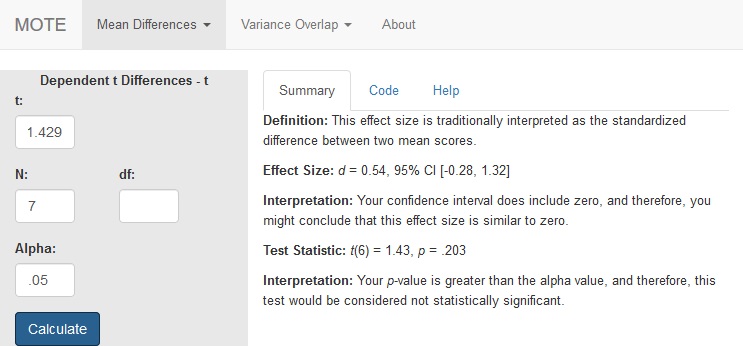 MOTE Mean Differences Variance Overlap About
Dependent t Differences - t
t:
1.429
N: df:
7
Alpha:
.05
Calculate
Summary Code Help
Definition: This effect size is traditionally interpreted as the standardized
difference between two mean scores.
Effect Size: d = 0.54, 95% CI [-0.28, 1.32]
Interpretation: Your confidence interval does include zero, and therefore, you
might conclude that this effect size is similar to zero.
Test Statistic: t(6) = 1.43, p = .203
Interpretation: Your p-value is greater than the alpha value, and therefore, this
test would be considered not statistically significant.